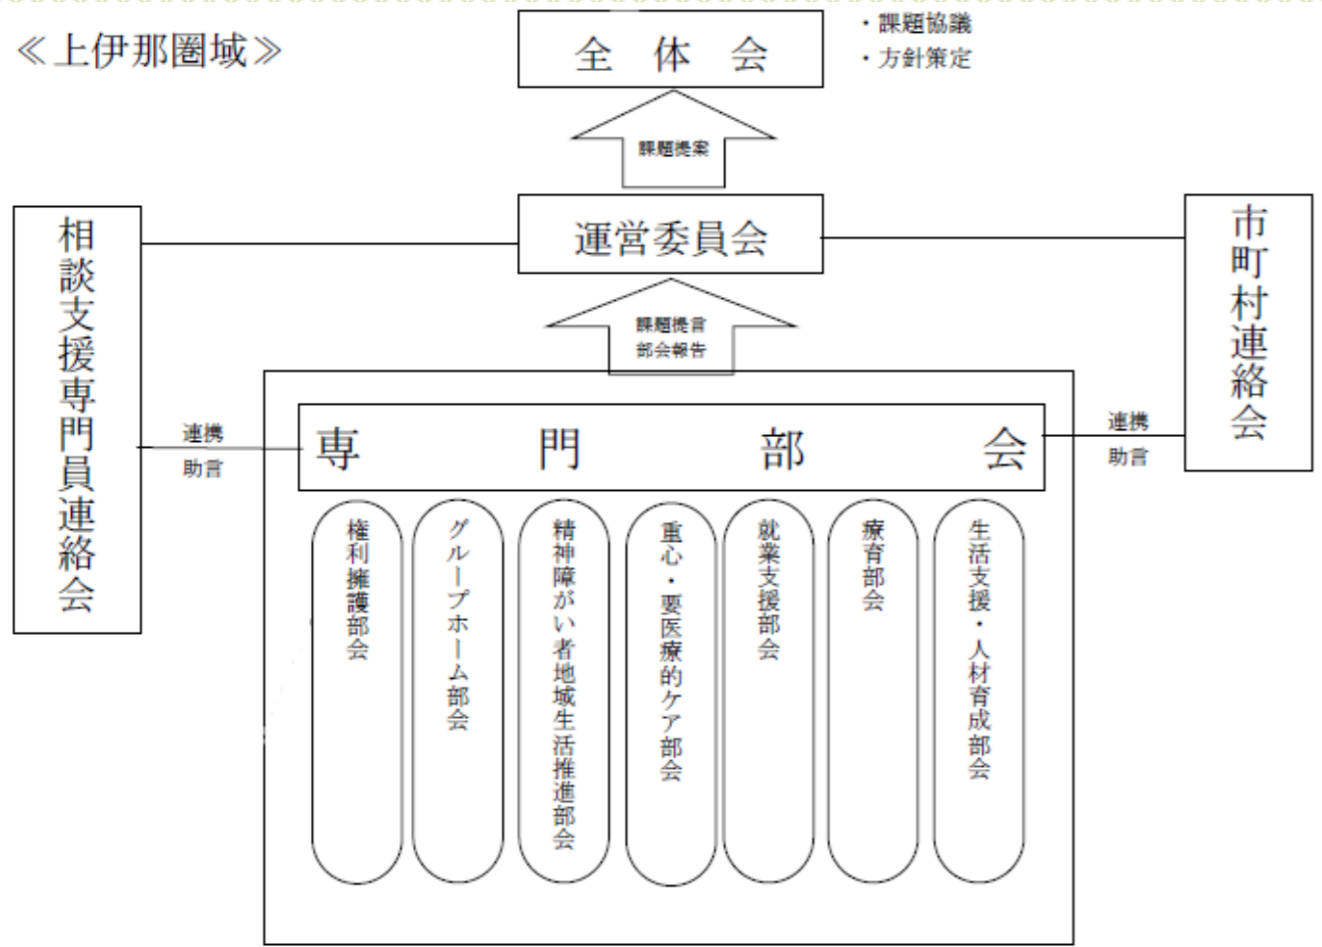 ≪上伊那圏域≫
全体会
・課題協議
・方針策定
課題提案
運営委員会
相談支援専門員連絡会
市町村連絡会
課題提言
部会報告
連携
助言
専門部会
連携
助言
権利擁護部会
グループホーム部会
精神障がい者地域生活推進部会
重心・要医療的ケア部会
就業支援部会
療育部会
生活支援・人材育成部会